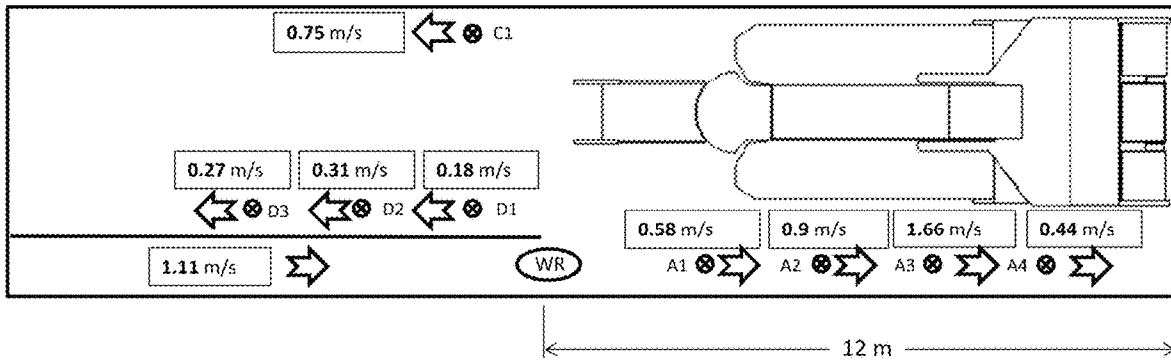 0.75 m/s
C1
0.27 m/s 0.31 m/s 0.18 m/s
D3 D2 D1
0.58 m/s 0.9 m/s 1.66 m/s 0.44 m/s
1.11 m/s
WR
A1 A2 A3 A4
12 m